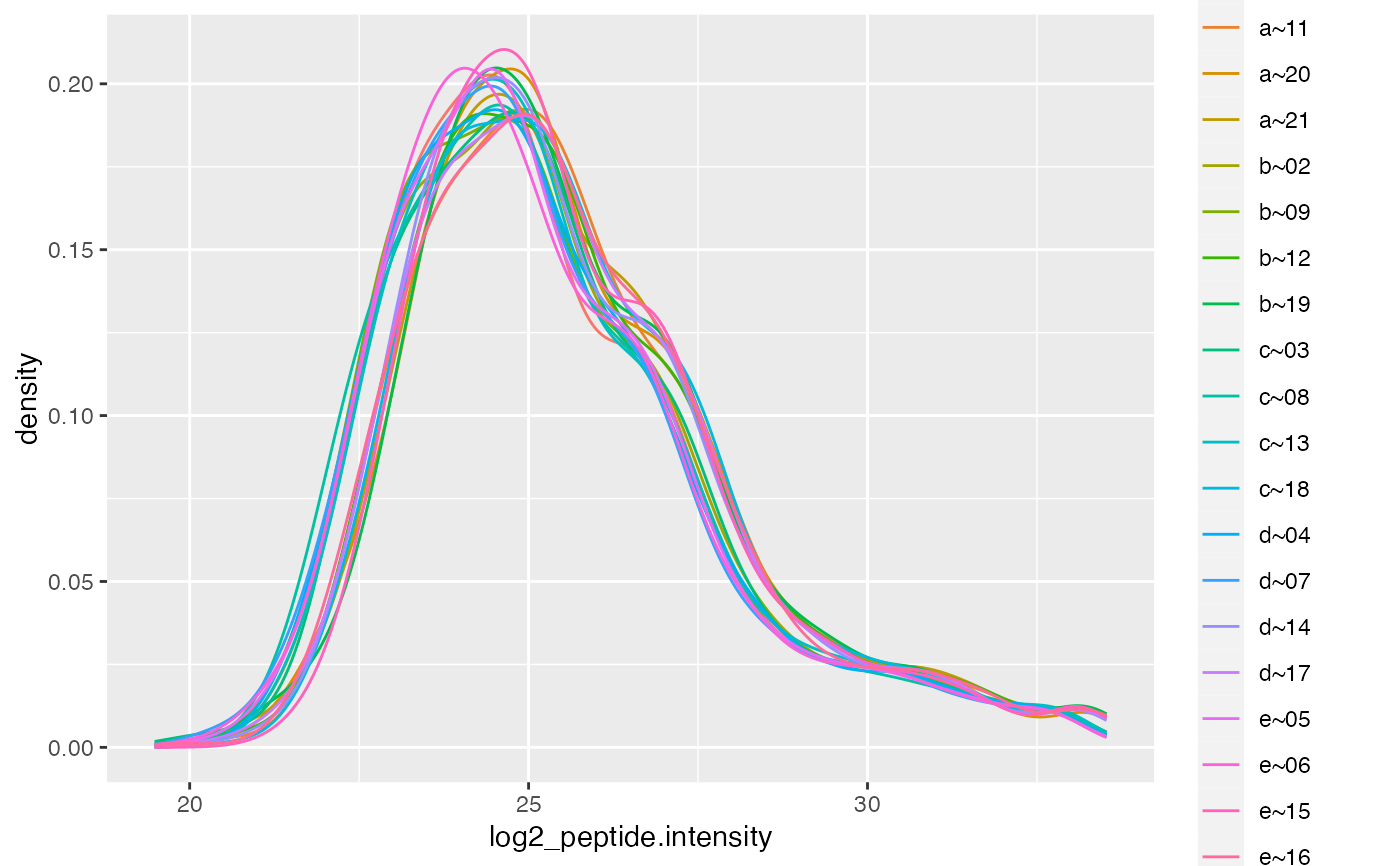 0.20
0.15
0.10
0.05
0.00
density
20
25
30
log2_peptide.intensity
a~11
a~20
a~21
b~02
b~09
b~12
b~19
c~03
c~08
c~13
c~18
d~04
d~07
d~14
d~17
e~05
e~06
e~15
e~16